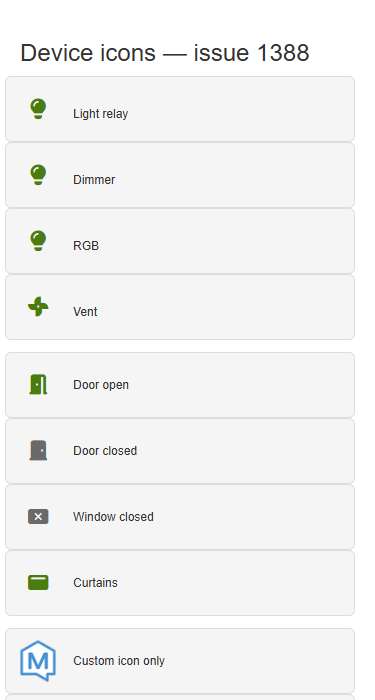 Device icons — issue 1388
Light relay
Dimmer
RGB
Vent
Door open
Door closed
Window closed
Curtains
M
Custom icon only